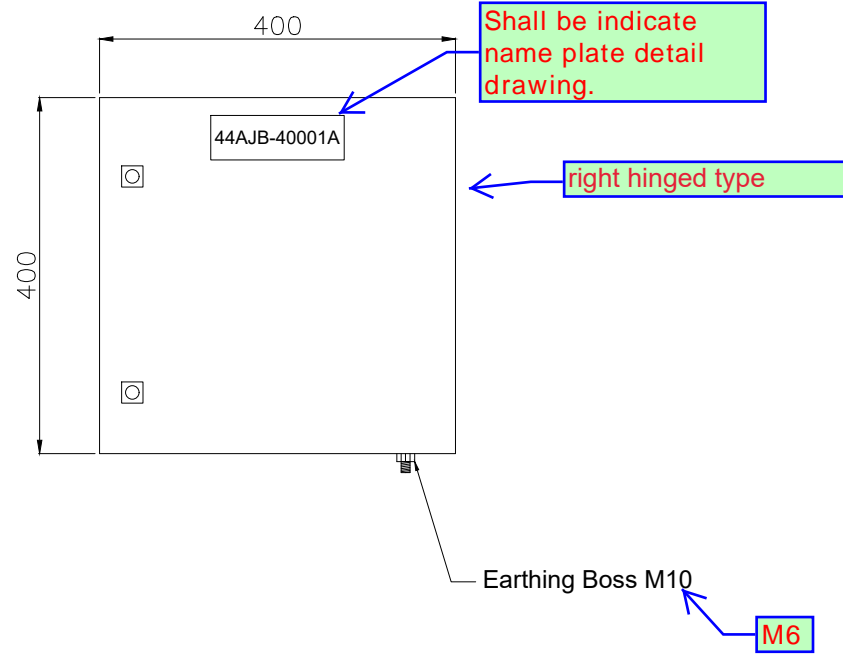 400
Shall be indicate
name plate detail
drawing.
44AJB-40001A
right hinged type
400
Earthing Boss M10
M6